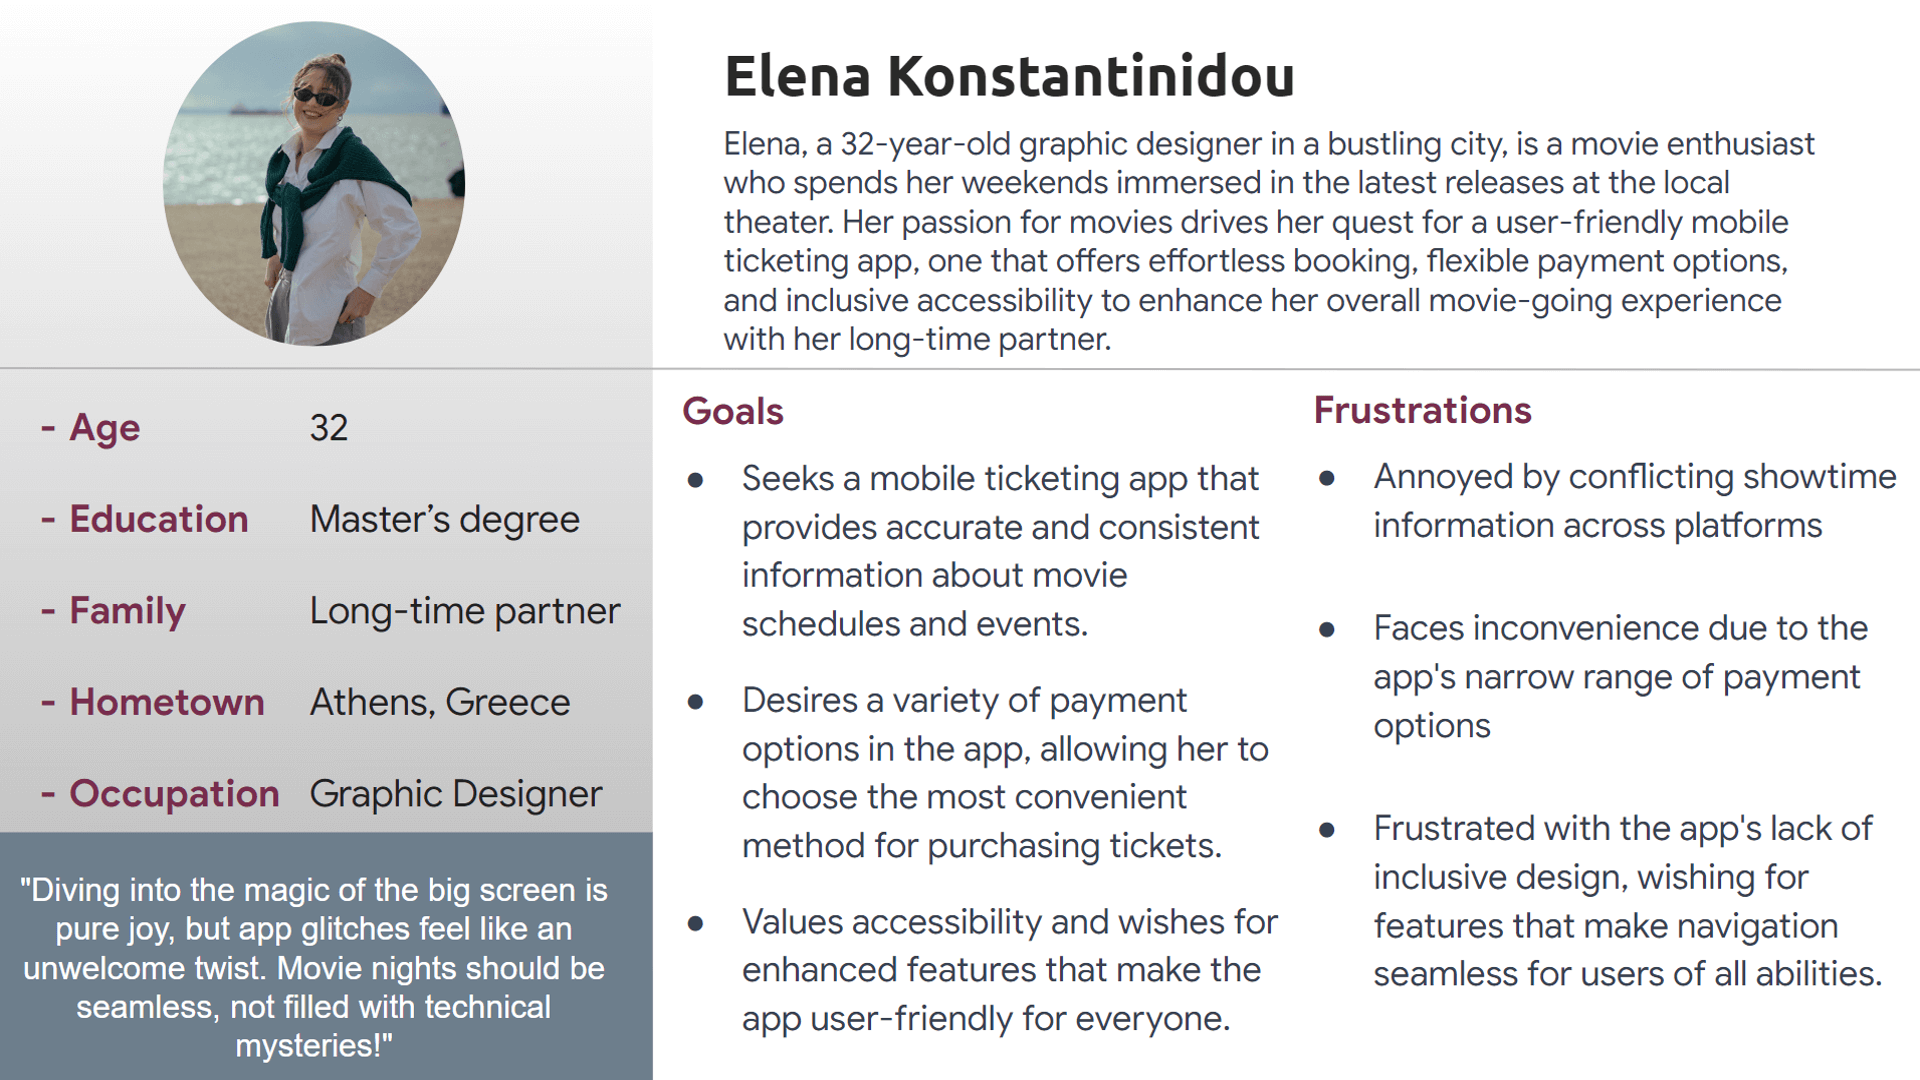 Elena Konstantinidou
Elena, a 32-year-old graphic designer in a bustling city, is a movie enthusiast
who spends her weekends immersed in the latest releases at the local
theater. Her passion for movies drives her quest for a user-friendly mobile
ticketing app, one that offers effortless booking, flexible payment options,
and inclusive accessibility to enhance her overall movie-going experience
with her long-time partner.
- Age 32
- Education Master’s degree
- Family Long-time partner
- Hometown Athens, Greece
- Occupation Graphic Designer
"Diving into the magic of the big screen is
pure joy, but app glitches feel like an
unwelcome twist. Movie nights should be
seamless, not filled with technical
mysteries!"
Goals
● Seeks a mobile ticketing app that
provides accurate and consistent
information about movie
schedules and events.
● Desires a variety of payment
options in the app, allowing her to
choose the most convenient
method for purchasing tickets.
● Values accessibility and wishes for
enhanced features that make the
app user-friendly for everyone.
Frustrations
● Annoyed by conflicting showtime
information across platforms
● Faces inconvenience due to the
app's narrow range of payment
options
● Frustrated with the app's lack of
inclusive design, wishing for
features that make navigation
seamless for users of all abilities.